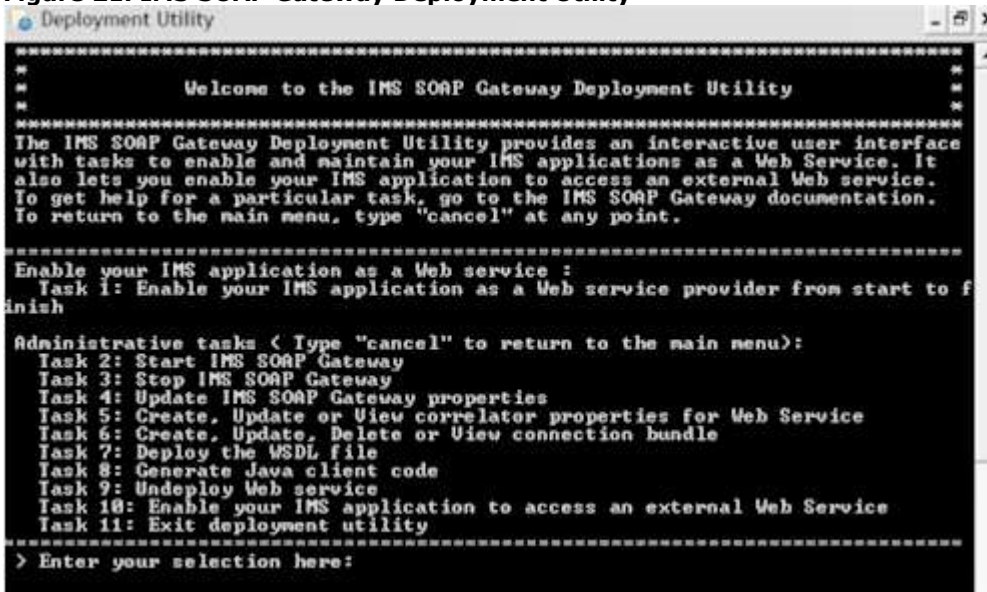 Figure 22. IMS SOAP Gateway Deployment Utility
Deployment Utility
*******************************************************************************
*
* Welcome to the IMS SOAP Gateway Deployment Utility *
*
*******************************************************************************
The IMS SOAP Gateway Deployment Utility provides an interactive user interface
with tasks to enable and maintain your IMS applications as a Web Service. It
also lets you enable your IMS application to access an external Web service.
To get help for a particular task, go to the IMS SOAP Gateway documentation.
To return to the main menu, type "cancel" at any point.
===============================================================================
Enable your IMS application as a Web service :
Task 1: Enable your IMS application as a Web service provider from start to f
inish
Administrative tasks ( Type "cancel" to return to the main menu):
Task 2: Start IMS SOAP Gateway
Task 3: Stop IMS SOAP Gateway
Task 4: Update IMS SOAP Gateway properties
Task 5: Create, Update or View correlator properties for Web Service
Task 6: Create, Update, Delete or View connection bundle
Task 7: Deploy the WSDL file
Task 8: Generate Java client code
Task 9: Undeploy Web service
Task 10: Enable your IMS application to access an external Web Service
Task 11: Exit deployment utility
===============================================================================
> Enter your selection here: